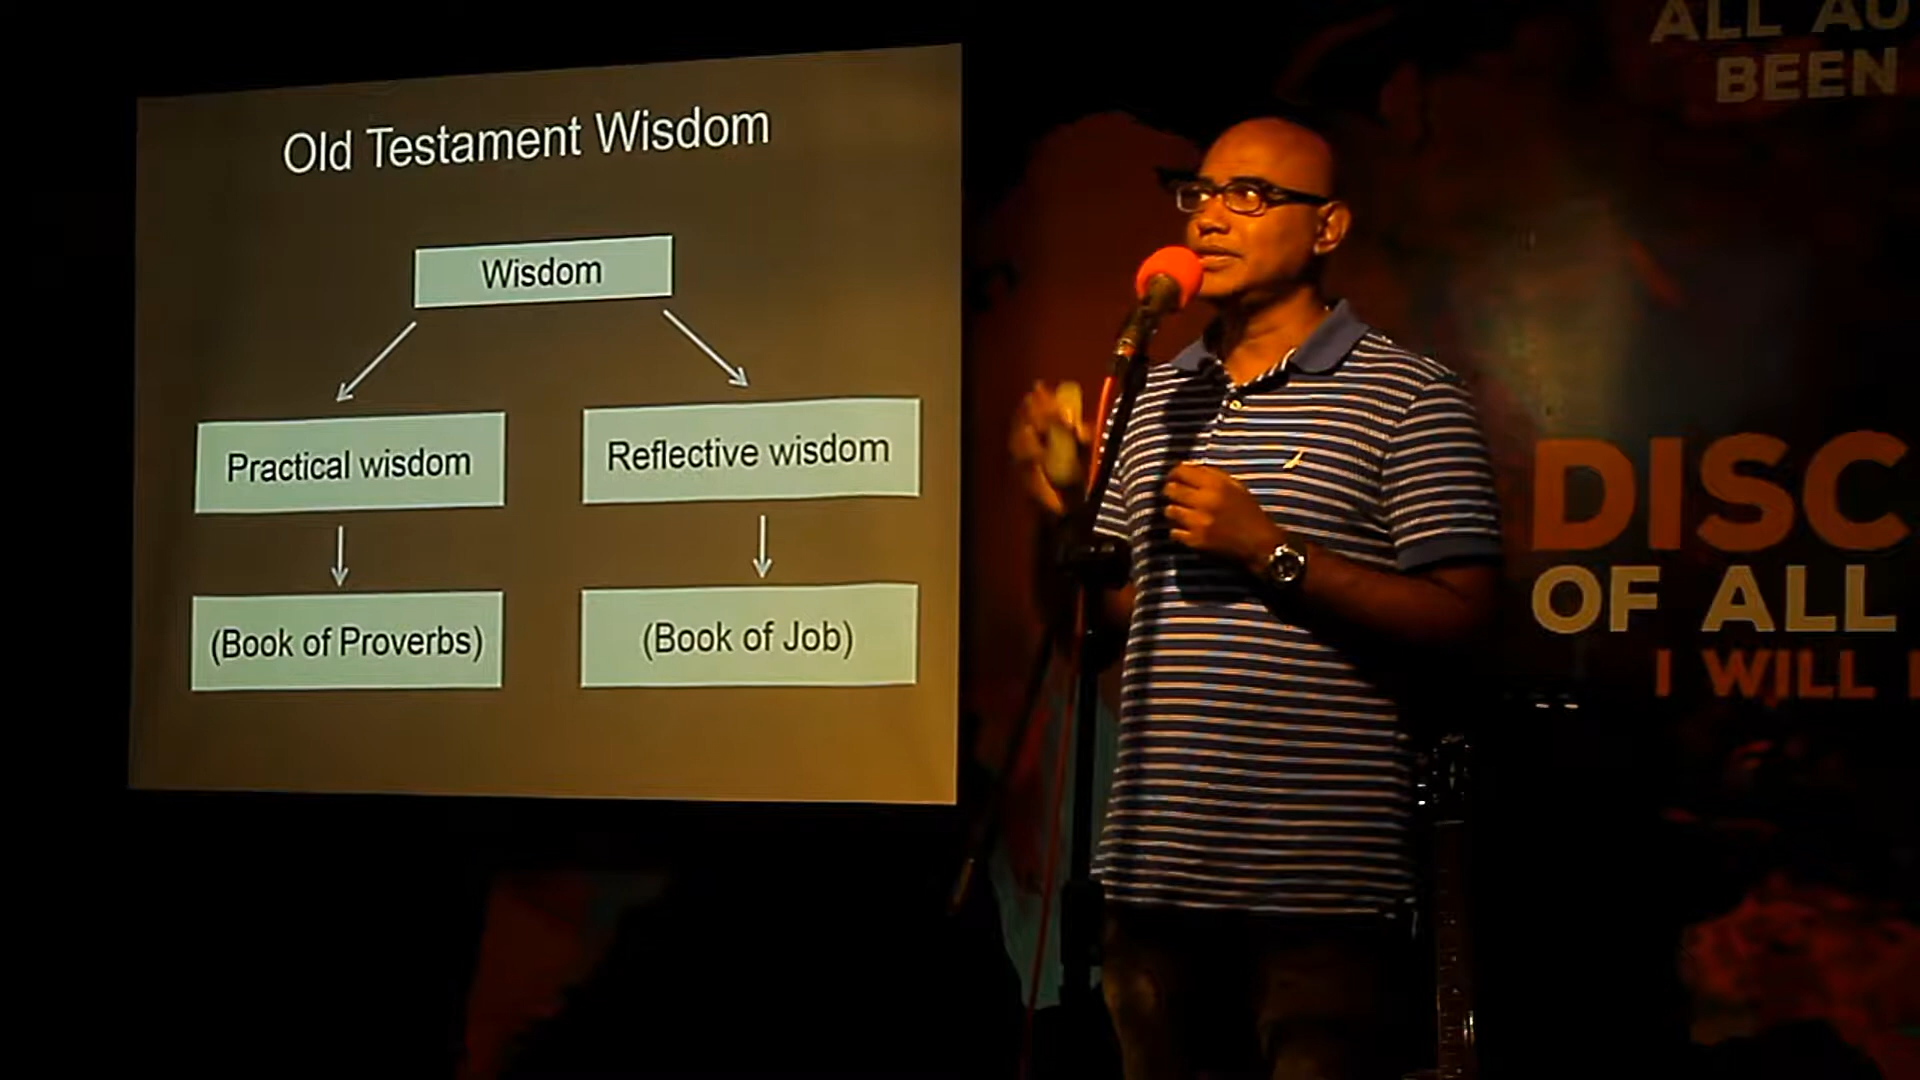 Old Testament Wisdom
Wisdom
Practical wisdom
Reflective wisdom
(Book of Proverbs)
(Book of Job)
ALL AU
BEEN
DISC
OF ALL
I WILL